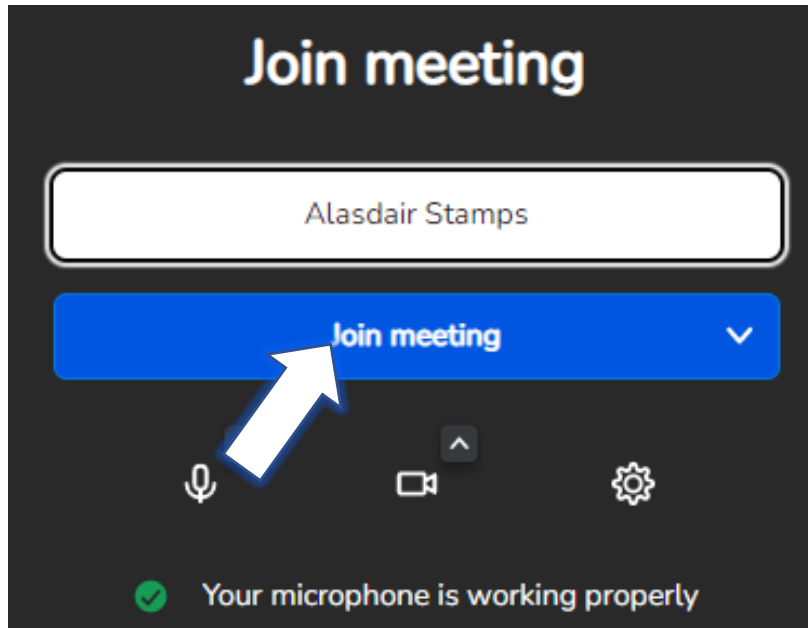 Join meeting
Alasdair Stamps
Join meeting
Your microphone is working properly